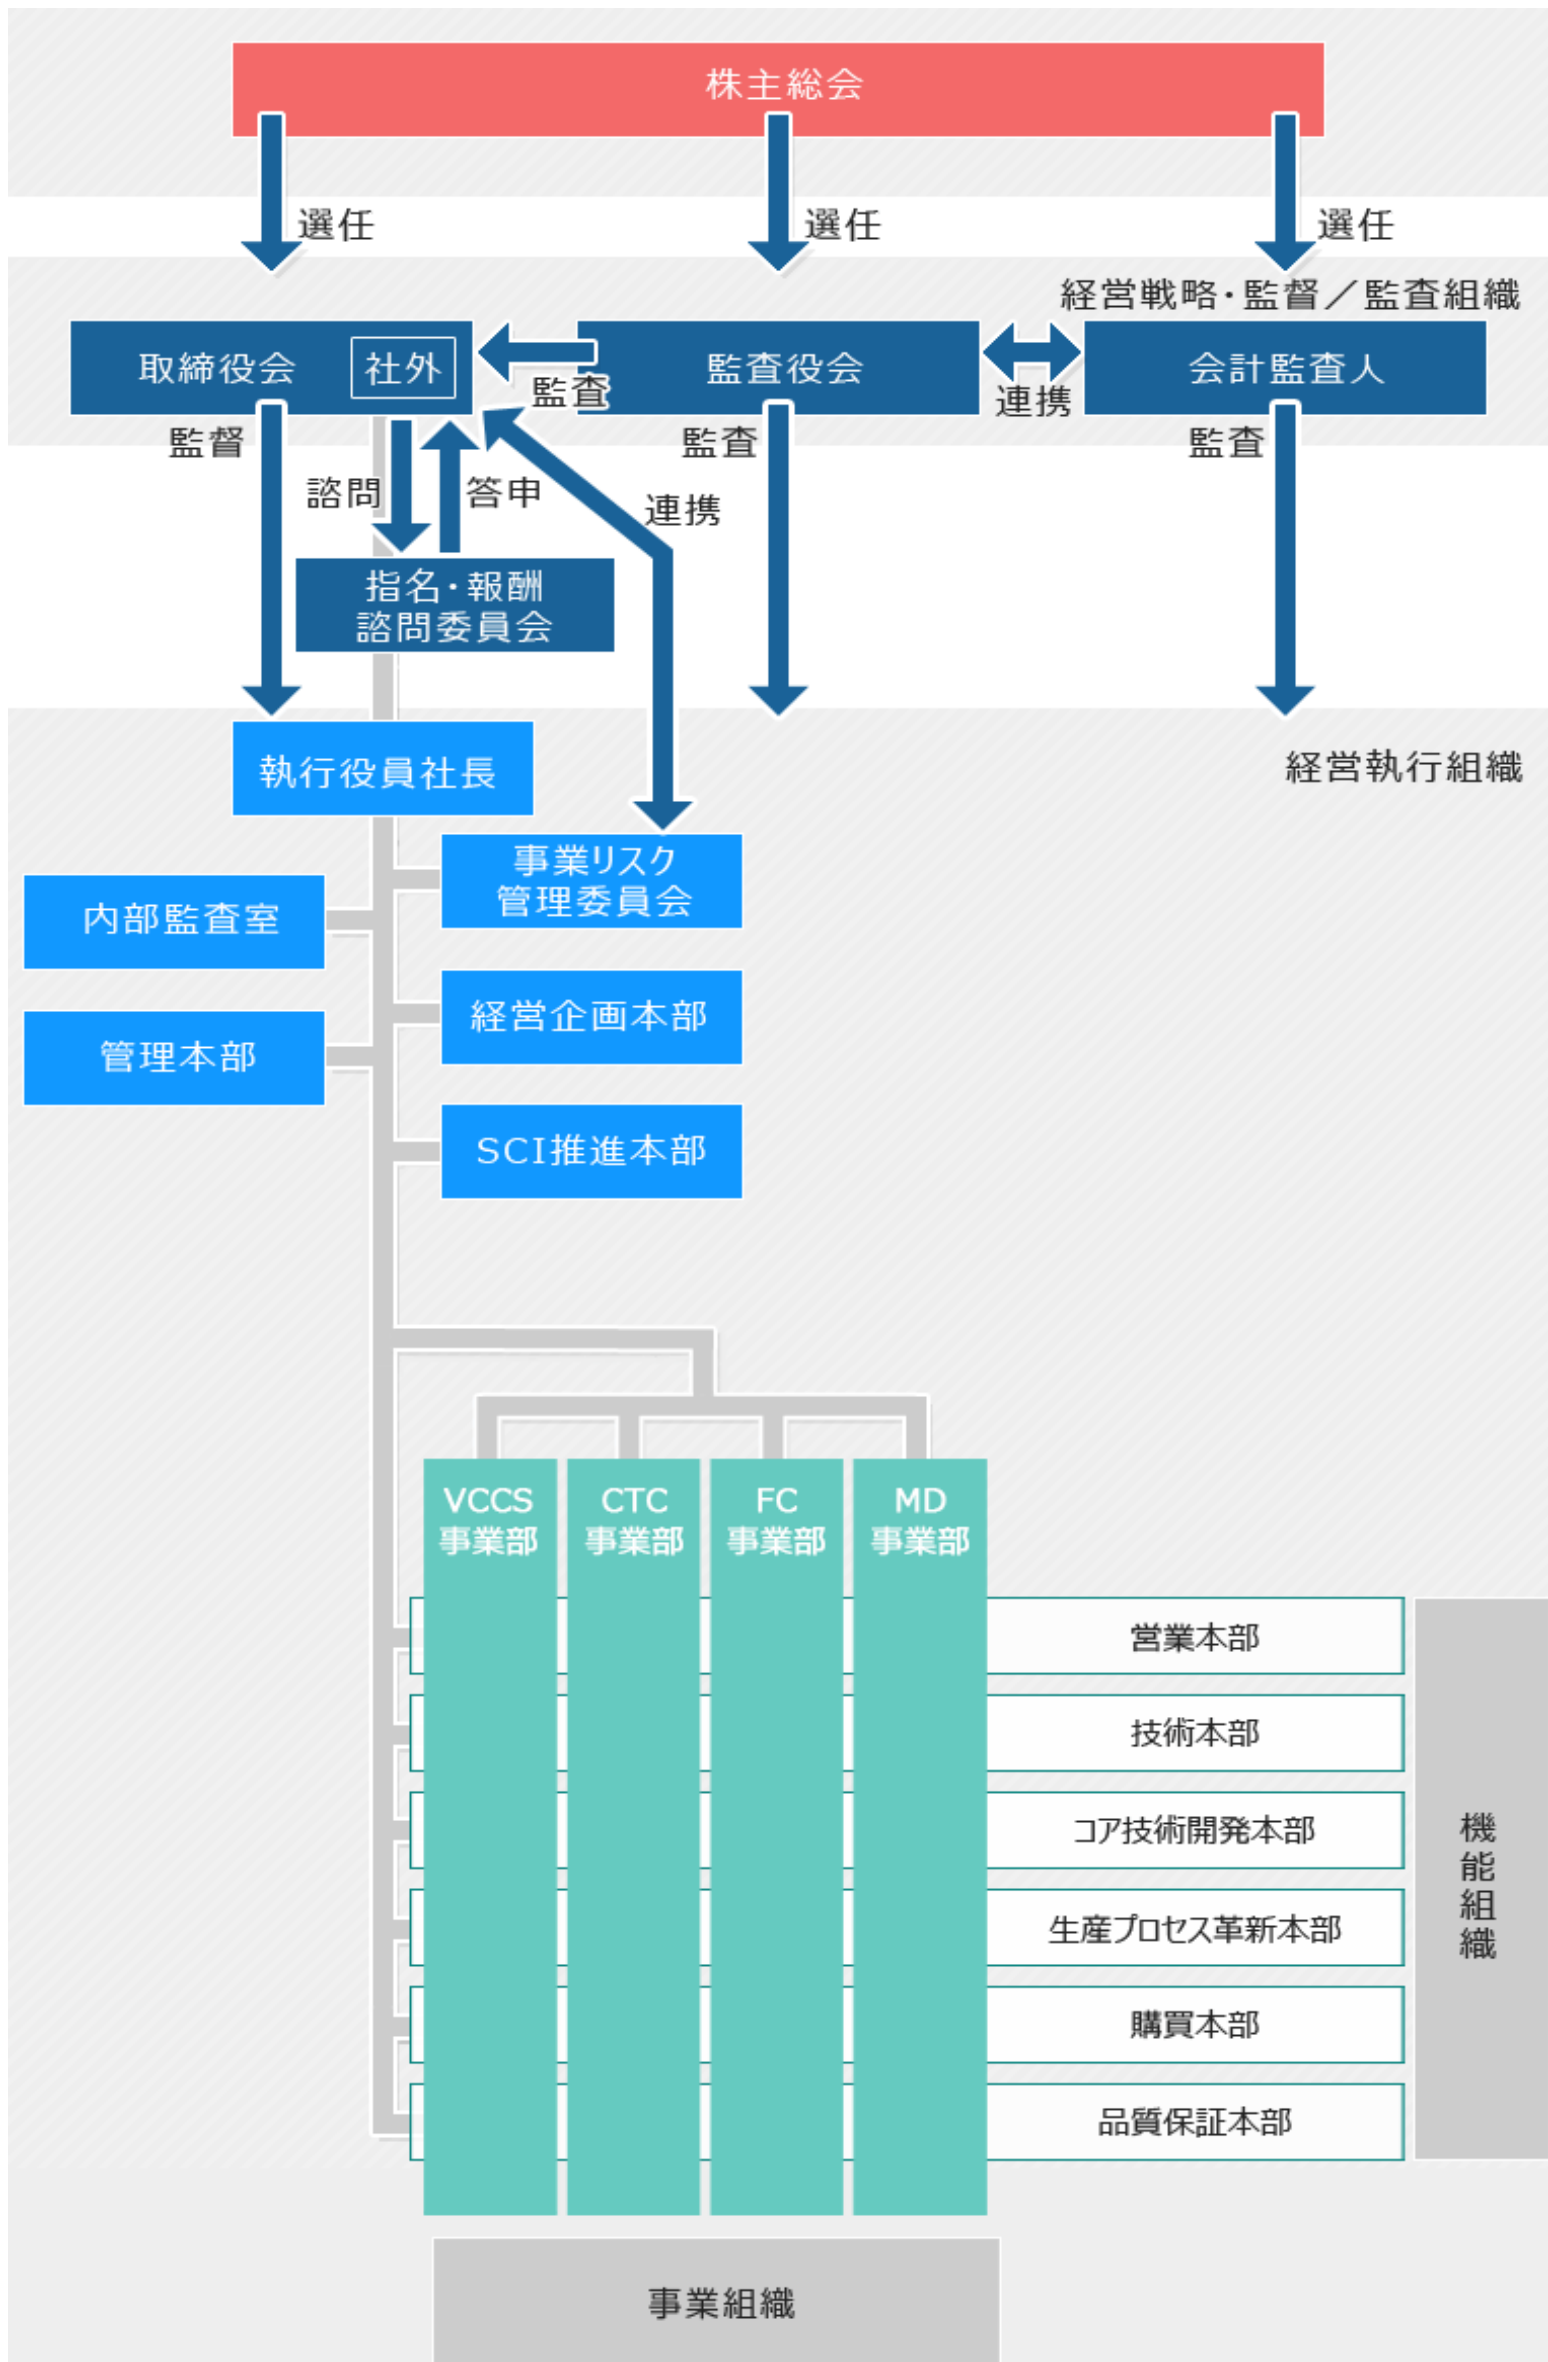 株主総会
選任
選任
選任
経営戦略・監督／監査組織
取締役会
社外
監査
監査役会
連携
会計監査人
監督
監査
監査
諮問
答申
連携
指名・報酬
諮問委員会
執行役員社長
経営執行組織
事業リスク
管理委員会
内部監査室
経営企画本部
管理本部
SCI推進本部
VCCS
事業部
CTC
事業部
FC
事業部
MD
事業部
営業本部
技術本部
コア技術開発本部
生産プロセス革新本部
購買本部
品質保証本部
機能組織
事業組織